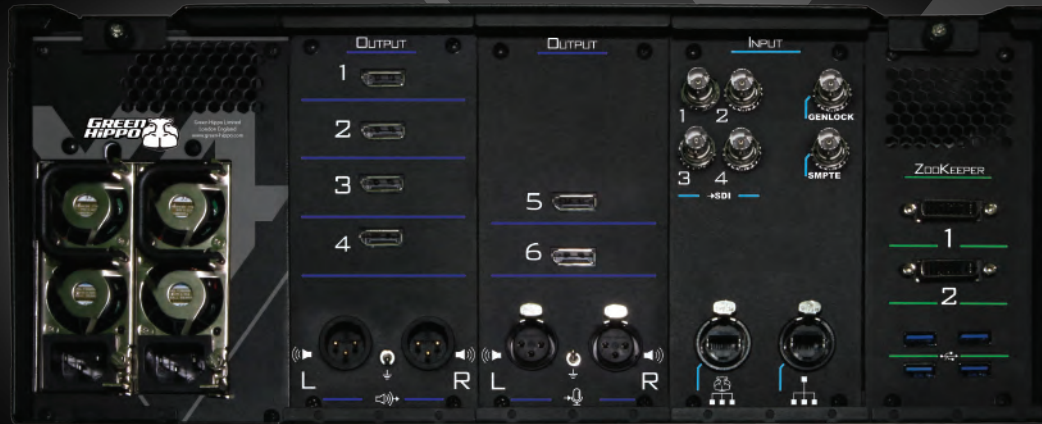 OUTPUT
1
2
3
4
L
R
OUTPUT
5
6
L
R
INPUT
1 2
3 4
→SDI
GENLOCK
SMPTE
ZOOKEEPER
1
2
GREEN
HIPPO
Green Hippo Limited
London England
www.green-hippo.com